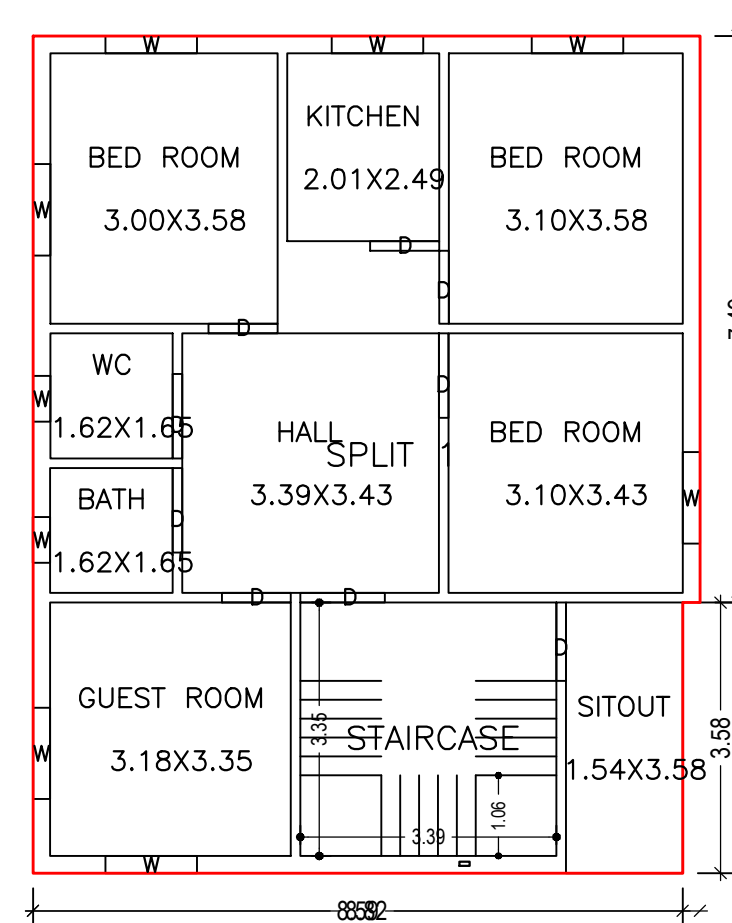 W W W
KITCHEN
2.01X2.49
BED ROOM
3.00X3.58
BED ROOM
3.10X3.58
W
D
D
D
WC
1.62X1.65
W
D
D
HALL
3.39X3.43
SPLIT 1
BED ROOM
3.10X3.43
W
BATH
1.62X1.65
W
D
D D
D
GUEST ROOM
3.18X3.35
W
W
3.35
STAIRCASE
1.06
3.39
SITOUT
1.54X3.58
3.58